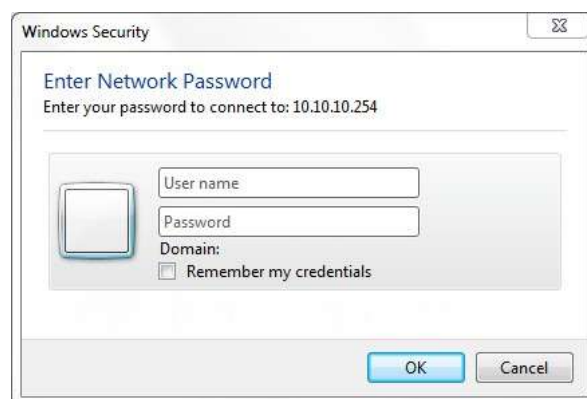 Windows Security
Enter Network Password
Enter your password to connect to: 10.10.10.254
User name
Password
Domain:
Remember my credentials
OK
Cancel